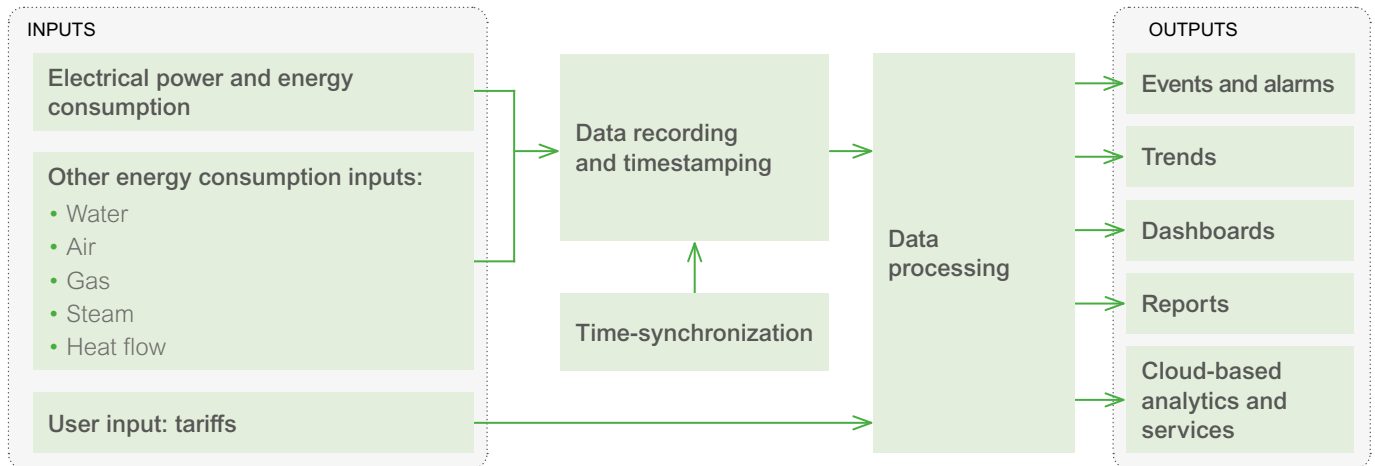 INPUTS
Electrical power and energy
consumption
Other energy consumption inputs:
• Water
• Air
• Gas
• Steam
• Heat flow
User input: tariffs
Data recording
and timestamping
Time-synchronization
Data
processing
OUTPUTS
Events and alarms
Trends
Dashboards
Reports
Cloud-based
analytics and
services